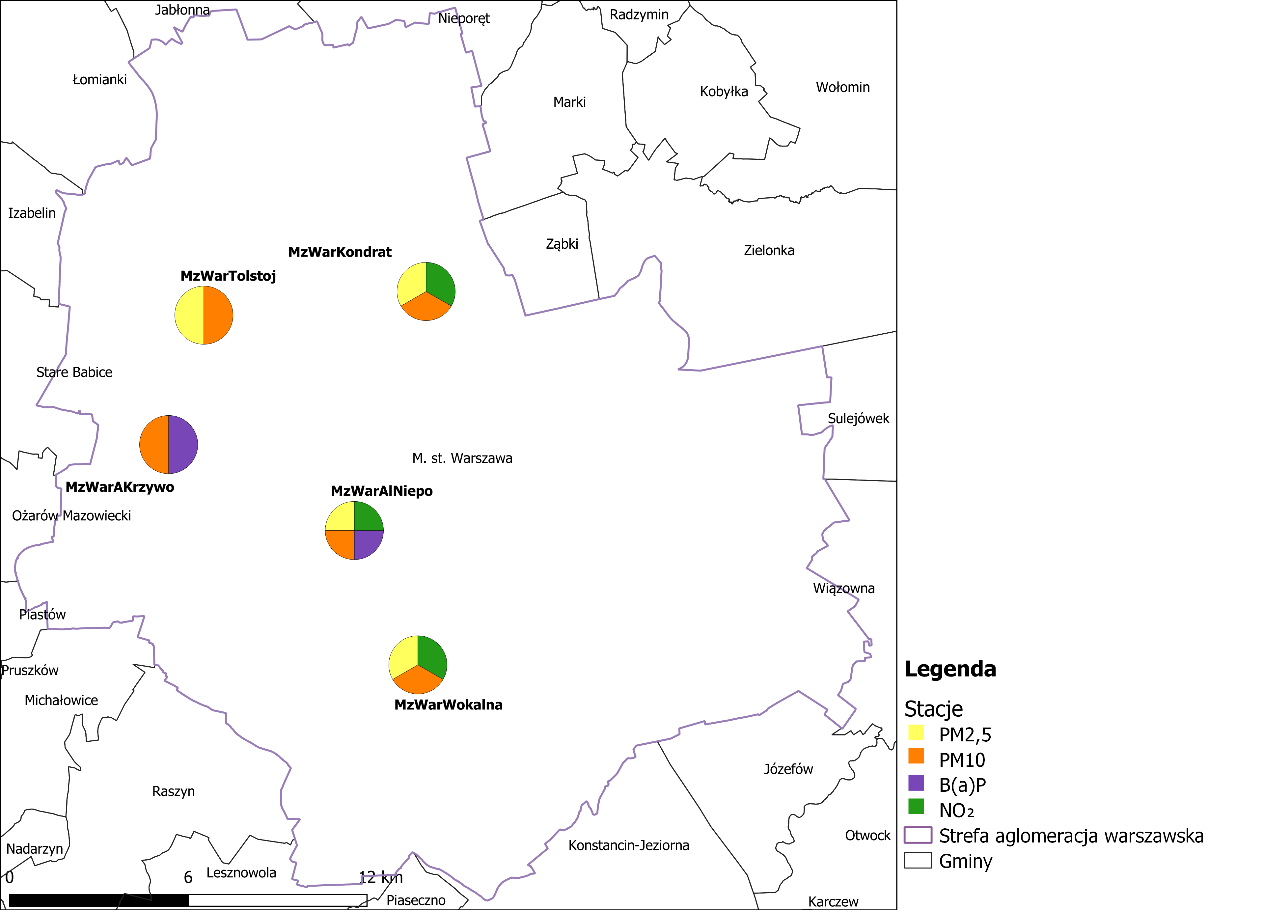 Jabłonna
Nieporęt
Radzymin
Łomianki
Marki
Kobyłka
Wołomin
Izabelin
Ząbki
Zielonka
MzWarKondrat
MzWarTolstoj
Stare Babice
Sulejówek
M. st. Warszawa
MzWarAKrzywo
MzWarAlNiepo
Ożarów Mazowiecki
Wiązowna
Piastów
Pruszków
Michałowice
MzWarWokalna
Józefów
Raszyn
Otwock
Nadarzyn
Konstancin-Jeziorna
Lesznowola
0 6 12 km
Piaseczno
Karczew
Legenda
Stacje
PM2,5
PM10
B(a)P
NO₂
Strefa aglomeracja warszawska
Gminy